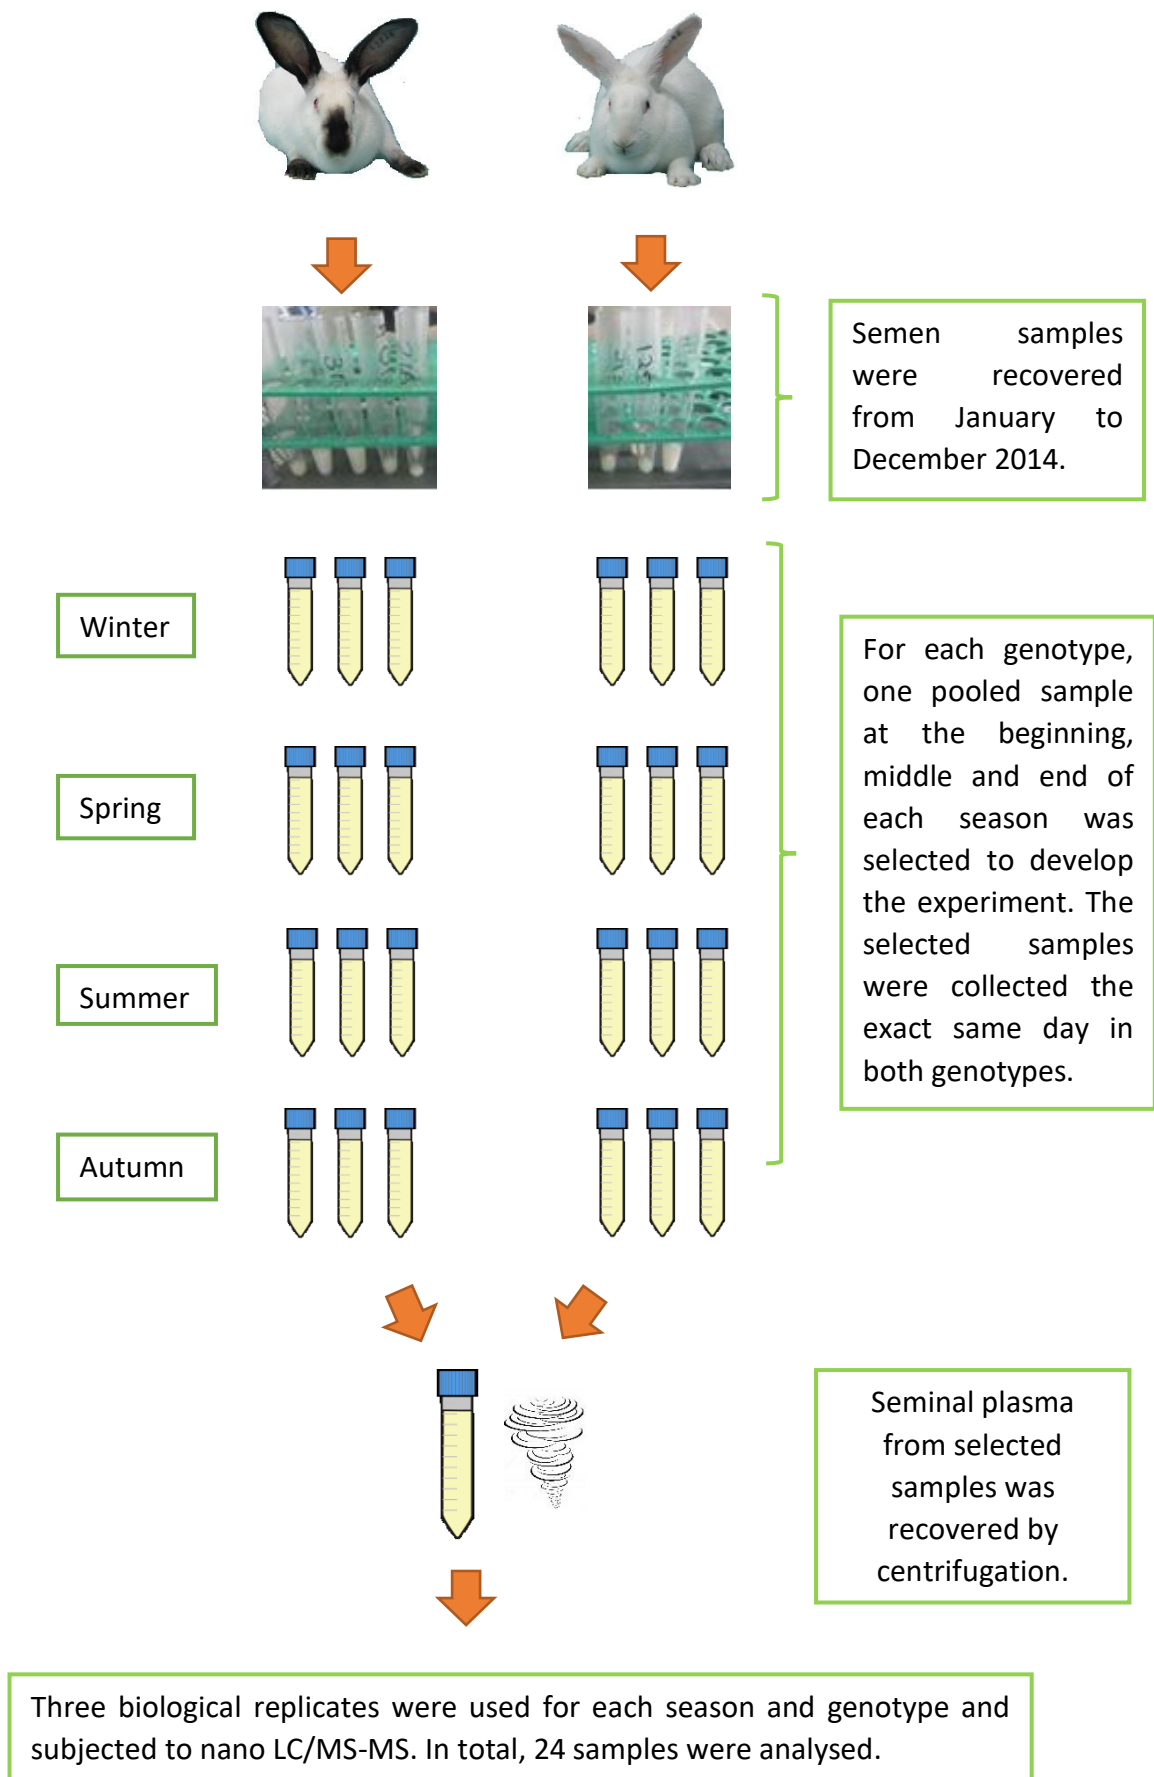 Semen samples
were recovered
from January to
December 2014.
Winter
Spring
Summer
Autumn
For each genotype,
one pooled sample
at the beginning,
middle and end of
each season was
selected to develop
the experiment. The
selected samples
were collected the
exact same day in
both genotypes.
Seminal plasma
from selected
samples was
recovered by
centrifugation.
Three biological replicates were used for each season and genotype and
subjected to nano LC/MS-MS. In total, 24 samples were analysed.